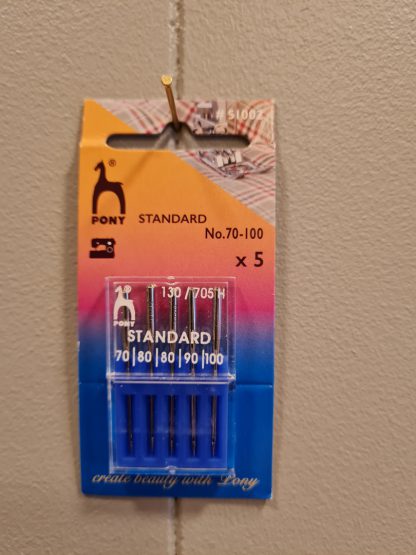 # 51002
®
PONY
STANDARD
No.70-100
x 5
130 / 705 H
PONY
STANDARD
70|80|80|90|100
create beauty with Pony